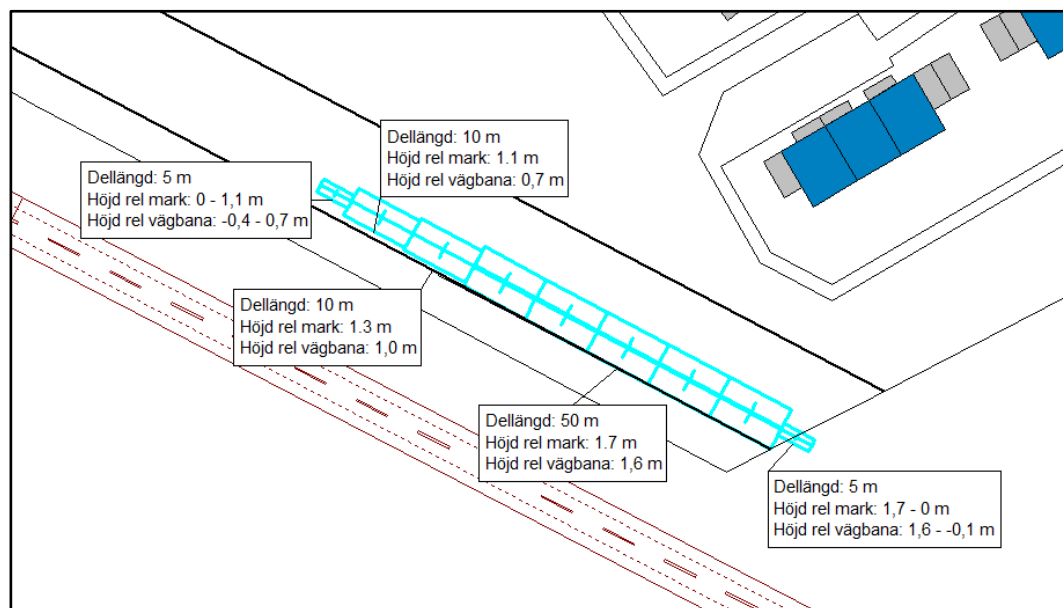 Dellängd: 10 m
Höjd rel mark: 1.1 m
Höjd rel vägbana: 0,7 m
Dellängd: 5 m
Höjd rel mark: 0 - 1,1 m
Höjd rel vägbana: -0,4 - 0,7 m
Dellängd: 10 m
Höjd rel mark: 1.3 m
Höjd rel vägbana: 1,0 m
Dellängd: 50 m
Höjd rel mark: 1.7 m
Höjd rel vägbana: 1,6 m
Dellängd: 5 m
Höjd rel mark: 1,7 - 0 m
Höjd rel vägbana: 1,6 - -0,1 m